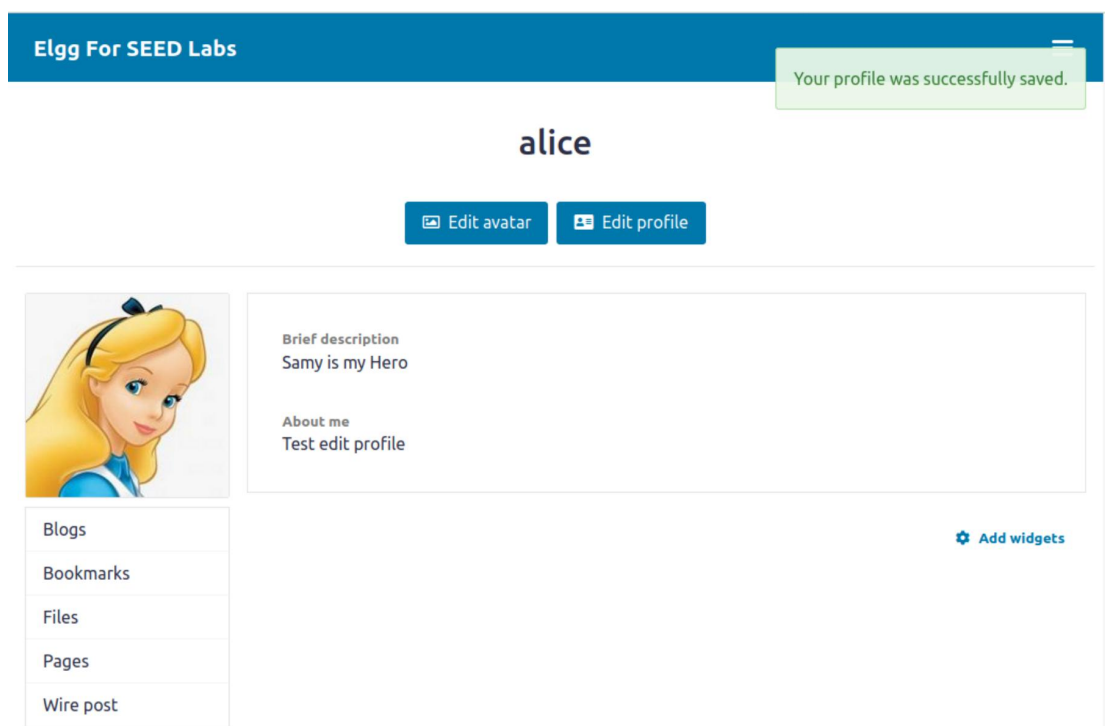 Elgg For SEED Labs
Your profile was successfully saved.
alice
Edit avatar
Edit profile
Brief description
Samy is my Hero
About me
Test edit profile
Blogs
Bookmarks
Files
Pages
Wire post
Add widgets